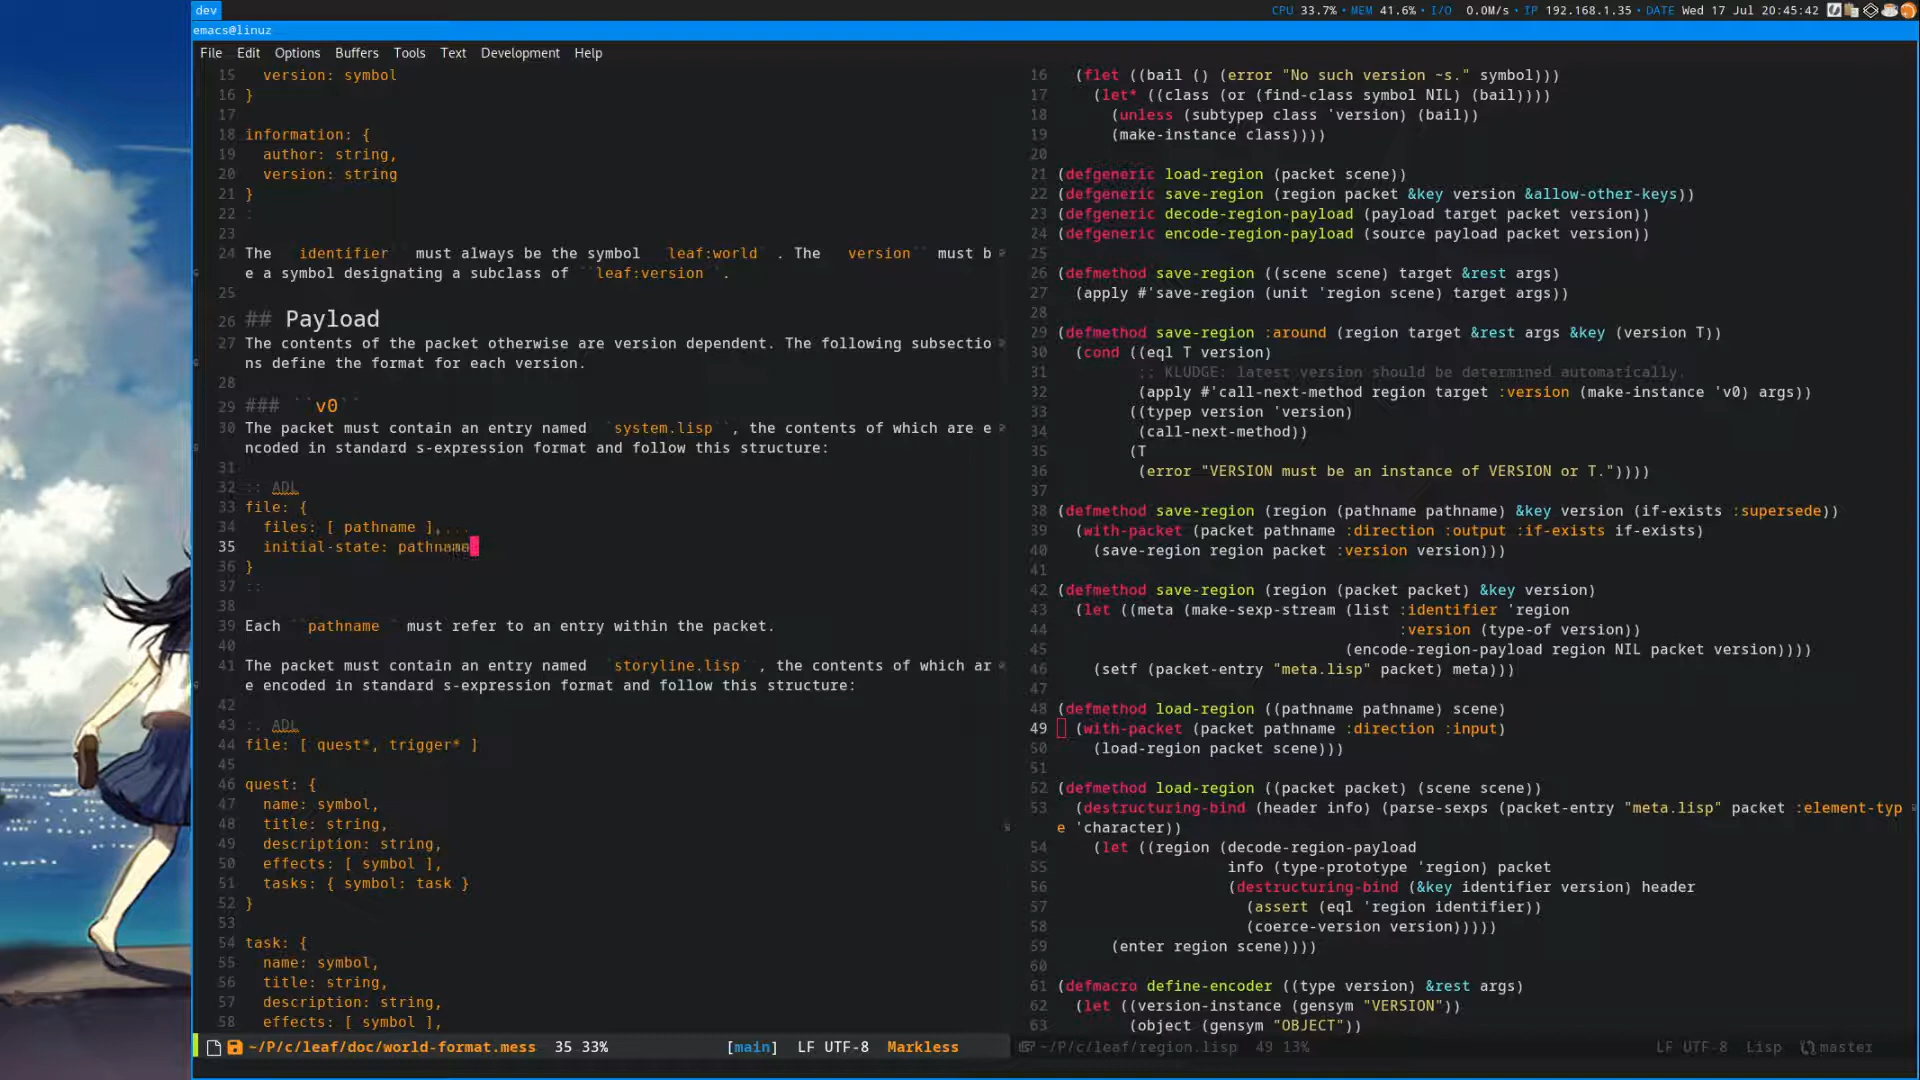 dev
CPU 33.7% • MEM 41.6% • I/O 0.0M/s • IP 192.168.1.35 • DATE Wed 17 Jul 20:45:42
emacs@linuz
File Edit Options Buffers Tools Text Development Help
15 version: symbol
16 }
17
18 information: {
19 author: string,
20 version: string
21 }
22 :
23
24 The ``identifier`` must always be the symbol ``leaf:world``. The ``version`` must b
e a symbol designating a subclass of ``leaf:version``.
25
26 ## Payload
27 The contents of the packet otherwise are version dependent. The following subsectio
ns define the format for each version.
28
29 ### ``v0``
30 The packet must contain an entry named ``system.lisp``, the contents of which are e
ncoded in standard s-expression format and follow this structure:
31
32 :: ADL
33 file: {
34 files: [ pathname ],
35 initial-state: pathname
36 }
37 ::
38
39 Each ``pathname`` must refer to an entry within the packet.
40
41 The packet must contain an entry named ``storyline.lisp``, the contents of which ar
e encoded in standard s-expression format and follow this structure:
42
43 :. ADL
44 file: [ quest*, trigger* ]
45
46 quest: {
47 name: symbol,
48 title: string,
49 description: string,
50 effects: [ symbol ],
51 tasks: { symbol: task }
52 }
53
54 task: {
55 name: symbol,
56 title: string,
57 description: string,
58 effects: [ symbol ],
~/P/c/leaf/doc/world-format.mess 35 33% [main] LF UTF-8 Markless
16 (flet ((bail () (error "No such version ~s." symbol)))
17 (let* ((class (or (find-class symbol NIL) (bail))))
18 (unless (subtypep class 'version) (bail))
19 (make-instance class))))
20
21 (defgeneric load-region (packet scene))
22 (defgeneric save-region (region packet &key version &allow-other-keys))
23 (defgeneric decode-region-payload (payload target packet version))
24 (defgeneric encode-region-payload (source payload packet version))
25
26 (defmethod save-region ((scene scene) target &rest args)
27 (apply #'save-region (unit 'region scene) target args))
28
29 (defmethod save-region :around (region target &rest args &key (version T))
30 (cond ((eql T version)
31 ;; KLUDGE: latest version should be determined automatically.
32 (apply #'call-next-method region target :version (make-instance 'v0) args))
33 ((typep version 'version)
34 (call-next-method))
35 (T
36 (error "VERSION must be an instance of VERSION or T."))))
37
38 (defmethod save-region (region (pathname pathname) &key version (if-exists :supersede))
39 (with-packet (packet pathname :direction :output :if-exists if-exists)
40 (save-region region packet :version version)))
41
42 (defmethod save-region (region (packet packet) &key version)
43 (let ((meta (make-sexp-stream (list :identifier 'region
44 :version (type-of version))
45 (encode-region-payload region NIL packet version))))
46 (setf (packet-entry "meta.lisp" packet) meta)))
47
48 (defmethod load-region ((pathname pathname) scene)
49 (with-packet (packet pathname :direction :input)
50 (load-region packet scene)))
51
52 (defmethod load-region ((packet packet) (scene scene))
53 (destructuring-bind (header info) (parse-sexps (packet-entry "meta.lisp" packet :element-typ
e 'character))
54 (let ((region (decode-region-payload
55 info (type-prototype 'region) packet
56 (destructuring-bind (&key identifier version) header
57 (assert (eql 'region identifier))
58 (coerce-version version)))))
59 (enter region scene))))
60
61 (defmacro define-encoder ((type version) &rest args)
62 (let ((version-instance (gensym "VERSION"))
63 (object (gensym "OBJECT"))
~/P/c/leaf/region.lisp 49 13% LF UTF-8 Lisp master